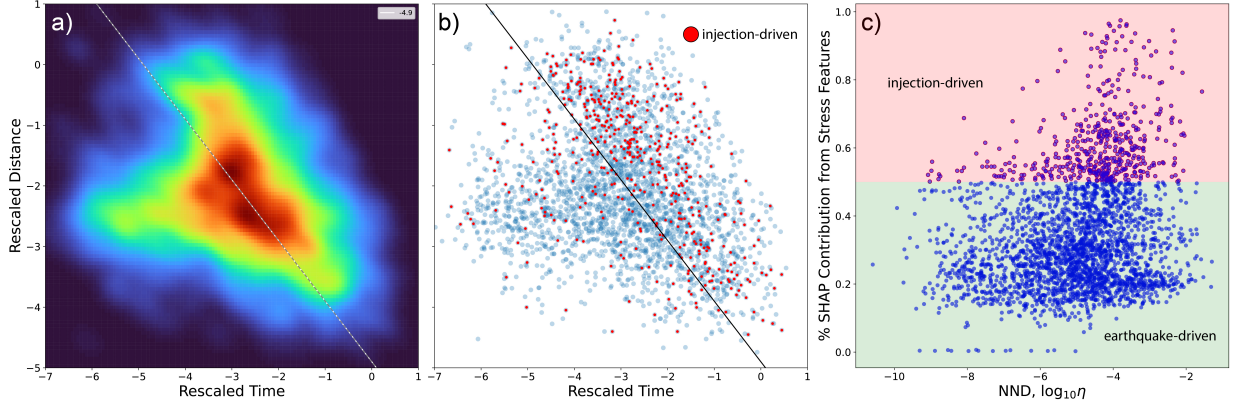 a)
-4.9
1
0
−1
−2
−3
−4
−5
Rescaled Distance
−7 −6 −5 −4 −3 −2 −1 0 1
Rescaled Time
b)
injection-driven
−7 −6 −5 −4 −3 −2 −1 0 1
Rescaled Time
c)
1.0
0.8
0.6
0.4
0.2
0.0
% SHAP Contribution from Stress Features
injection-driven
earthquake-driven
−10 −8 −6 −4 −2
NND, log₁₀η